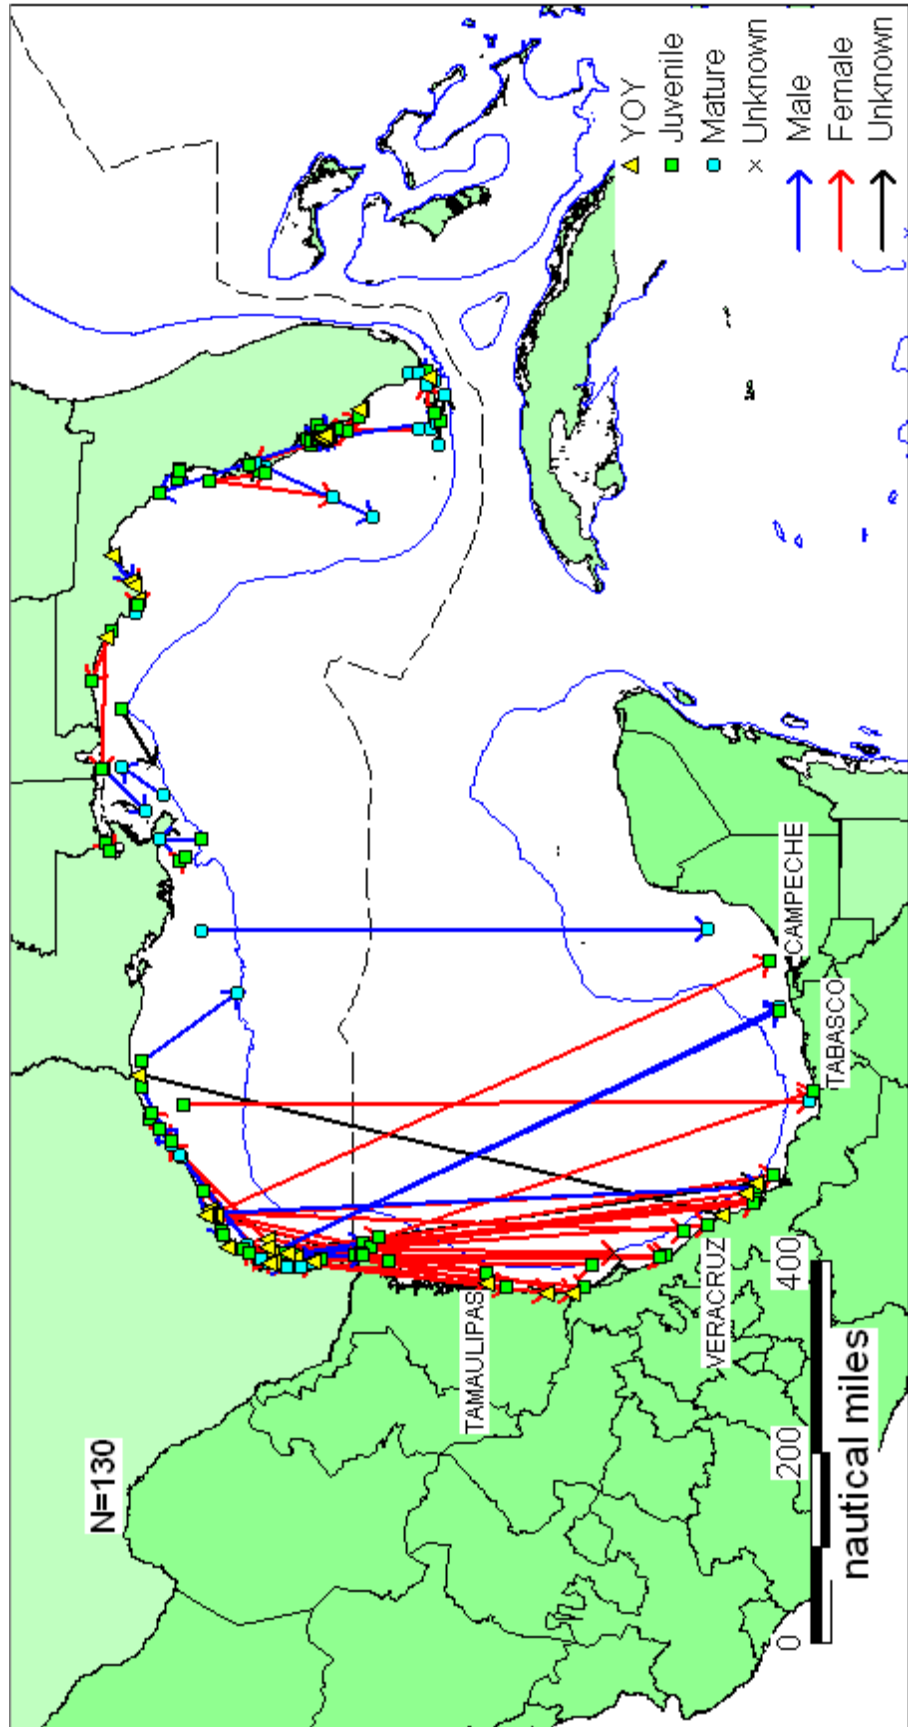 N=130
TAMAULIPAS
VERACRUZ
TABASCO
CAMPECHE
0 200 400
nautical miles
YOY
Juvenile
Mature
Unknown
Male
Female
Unknown